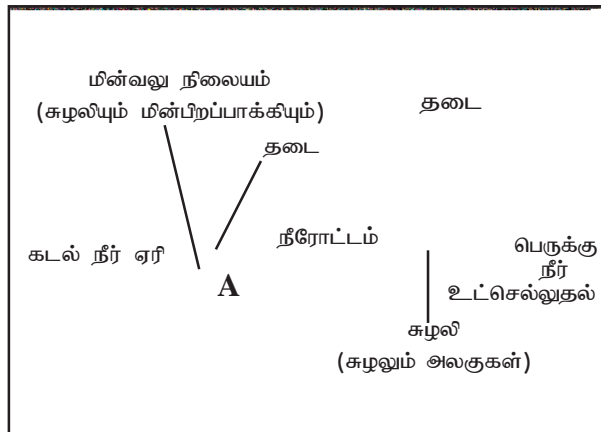 மின்வலு நிலையம்
(சுழலியும் மின்பிறப்பாக்கியும்)
தடை
தடை
கடல் நீர் ஏரி
நீரோட்டம்
A
பெருக்கு
நீர்
உட்செல்லுதல்
சுழலி
(சுழலும் அலகுகள்)